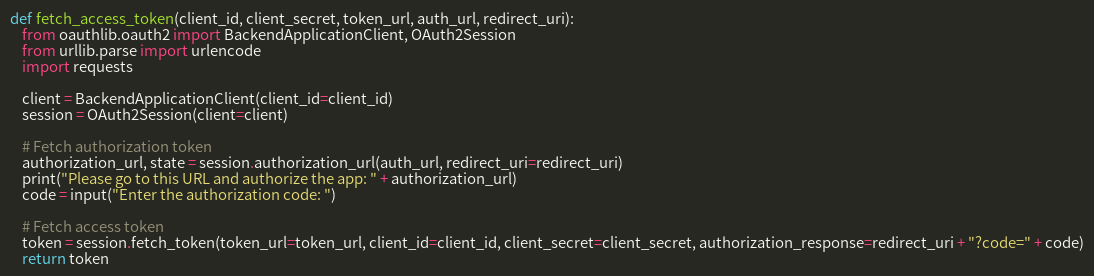 def fetch_access_token(client_id, client_secret, token_url, auth_url, redirect_uri):
from oauthlib.oauth2 import BackendApplicationClient, OAuth2Session
from urllib.parse import urlencode
import requests
client = BackendApplicationClient(client_id=client_id)
session = OAuth2Session(client=client)
# Fetch authorization token
authorization_url, state = session.authorization_url(auth_url, redirect_uri=redirect_uri)
print("Please go to this URL and authorize the app: " + authorization_url)
code = input("Enter the authorization code: ")
# Fetch access token
token = session.fetch_token(token_url=token_url, client_id=client_id, client_secret=client_secret, authorization_response=redirect_uri + "?code=" + code)
return token